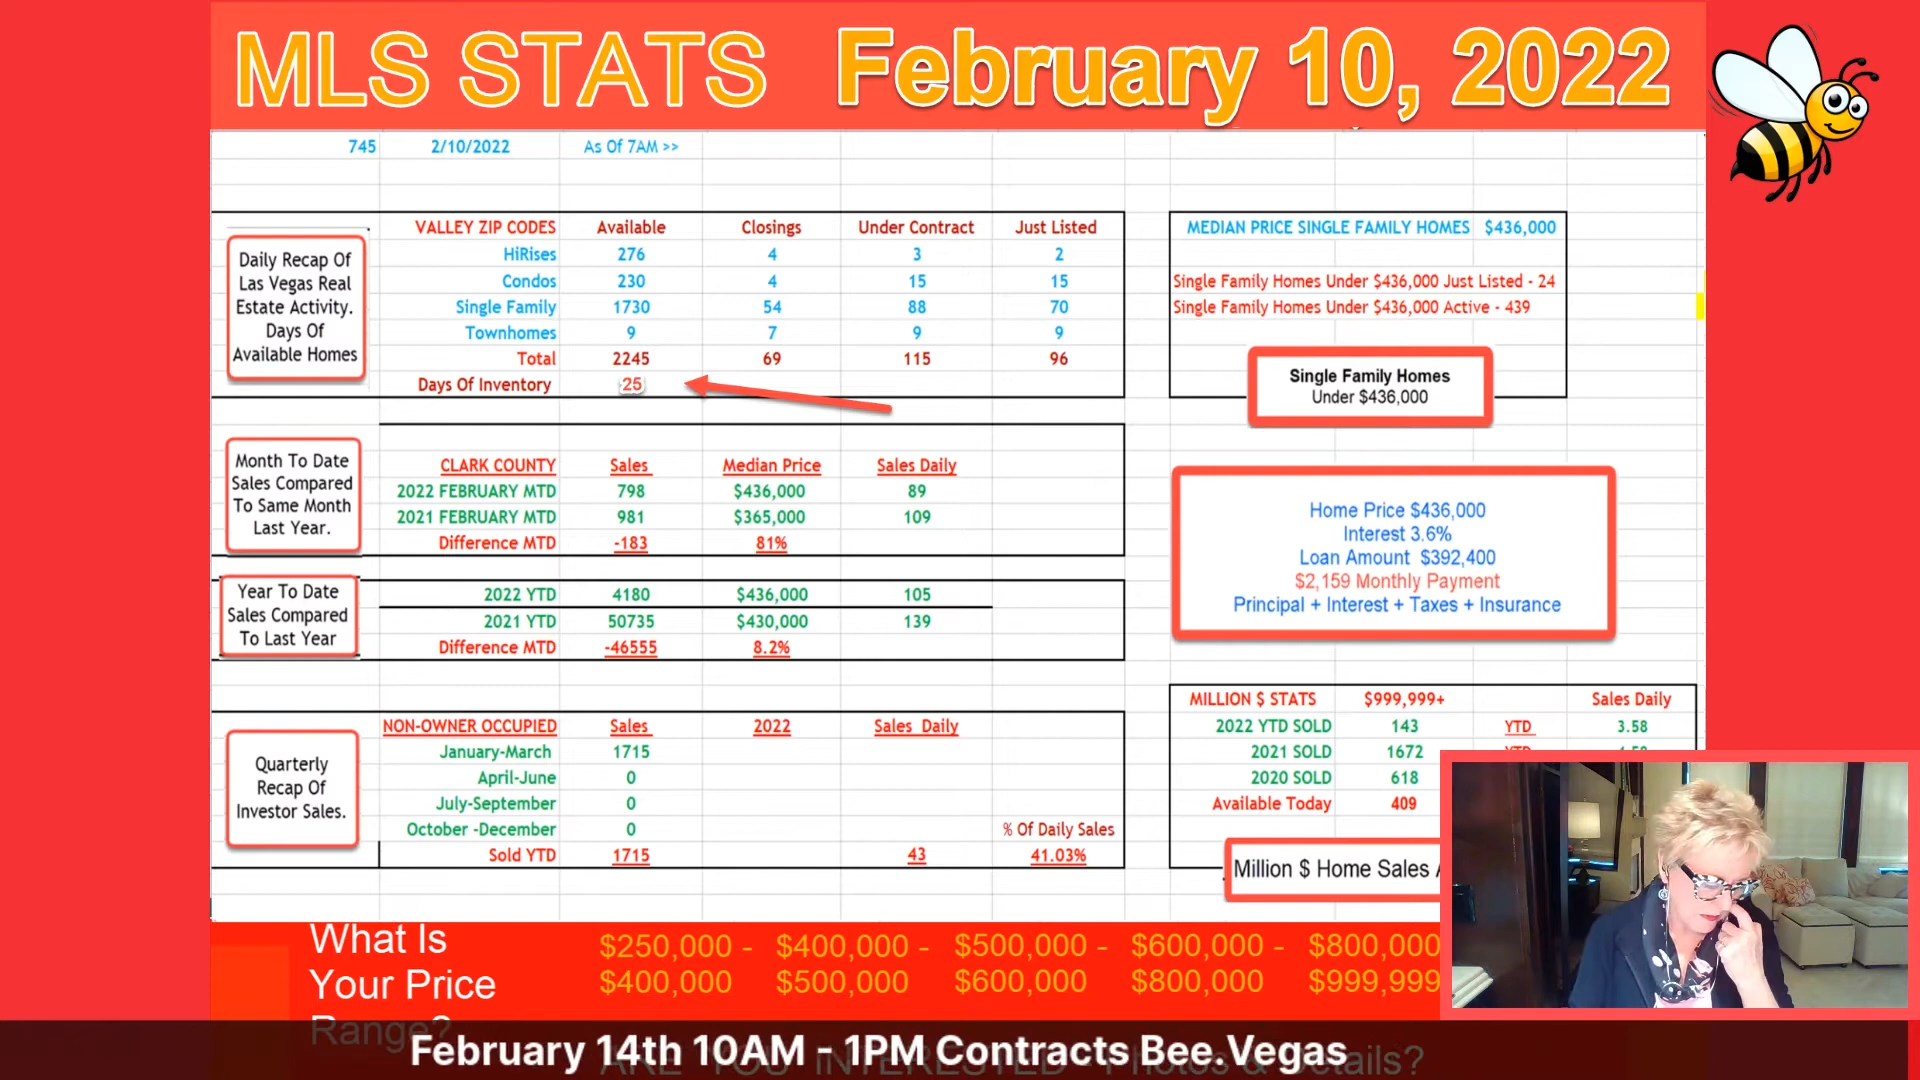 MLS STATS February 10, 2022
745 2/10/2022 As Of 7AM >>
VALLEY ZIP CODES Available Closings Under Contract Just Listed
HiRises 276 4 3 2
Condos 230 4 15 15
Single Family 1730 54 88 70
Townhomes 9 7 9 9
Total 2245 69 115 96
Days Of Inventory 25
Daily Recap Of
Las Vegas Real
Estate Activity.
Days Of
Available Homes
MEDIAN PRICE SINGLE FAMILY HOMES $436,000
Single Family Homes Under $436,000 Just Listed - 24
Single Family Homes Under $436,000 Active - 439
Single Family Homes
Under $436,000
Month To Date
Sales Compared
To Same Month
Last Year.
CLARK COUNTY Sales Median Price Sales Daily
2022 FEBRUARY MTD 798 $436,000 89
2021 FEBRUARY MTD 981 $365,000 109
Difference MTD -183 81%
Home Price $436,000
Interest 3.6%
Loan Amount $392,400
$2,159 Monthly Payment
Principal + Interest + Taxes + Insurance
Year To Date
Sales Compared
To Last Year
2022 YTD 4180 $436,000 105
2021 YTD 50735 $430,000 139
Difference MTD -46555 8.2%
Quarterly
Recap Of
Investor Sales.
NON-OWNER OCCUPIED Sales 2022 Sales Daily
January-March 1715
April-June 0
July-September 0
October -December 0 % Of Daily Sales
Sold YTD 1715 43 41.03%
MILLION $ STATS $999,999+ Sales Daily
2022 YTD SOLD 143 YTD 3.58
2021 SOLD 1672
2020 SOLD 618
Available Today 409
Million $ Home Sales
What Is
Your Price
Range?
$250,000 - $400,000 - $500,000 - $600,000 - $800,000
$400,000 $500,000 $600,000 $800,000 $999,999
February 14th 10AM - 1PM Contracts Bee.Vegas